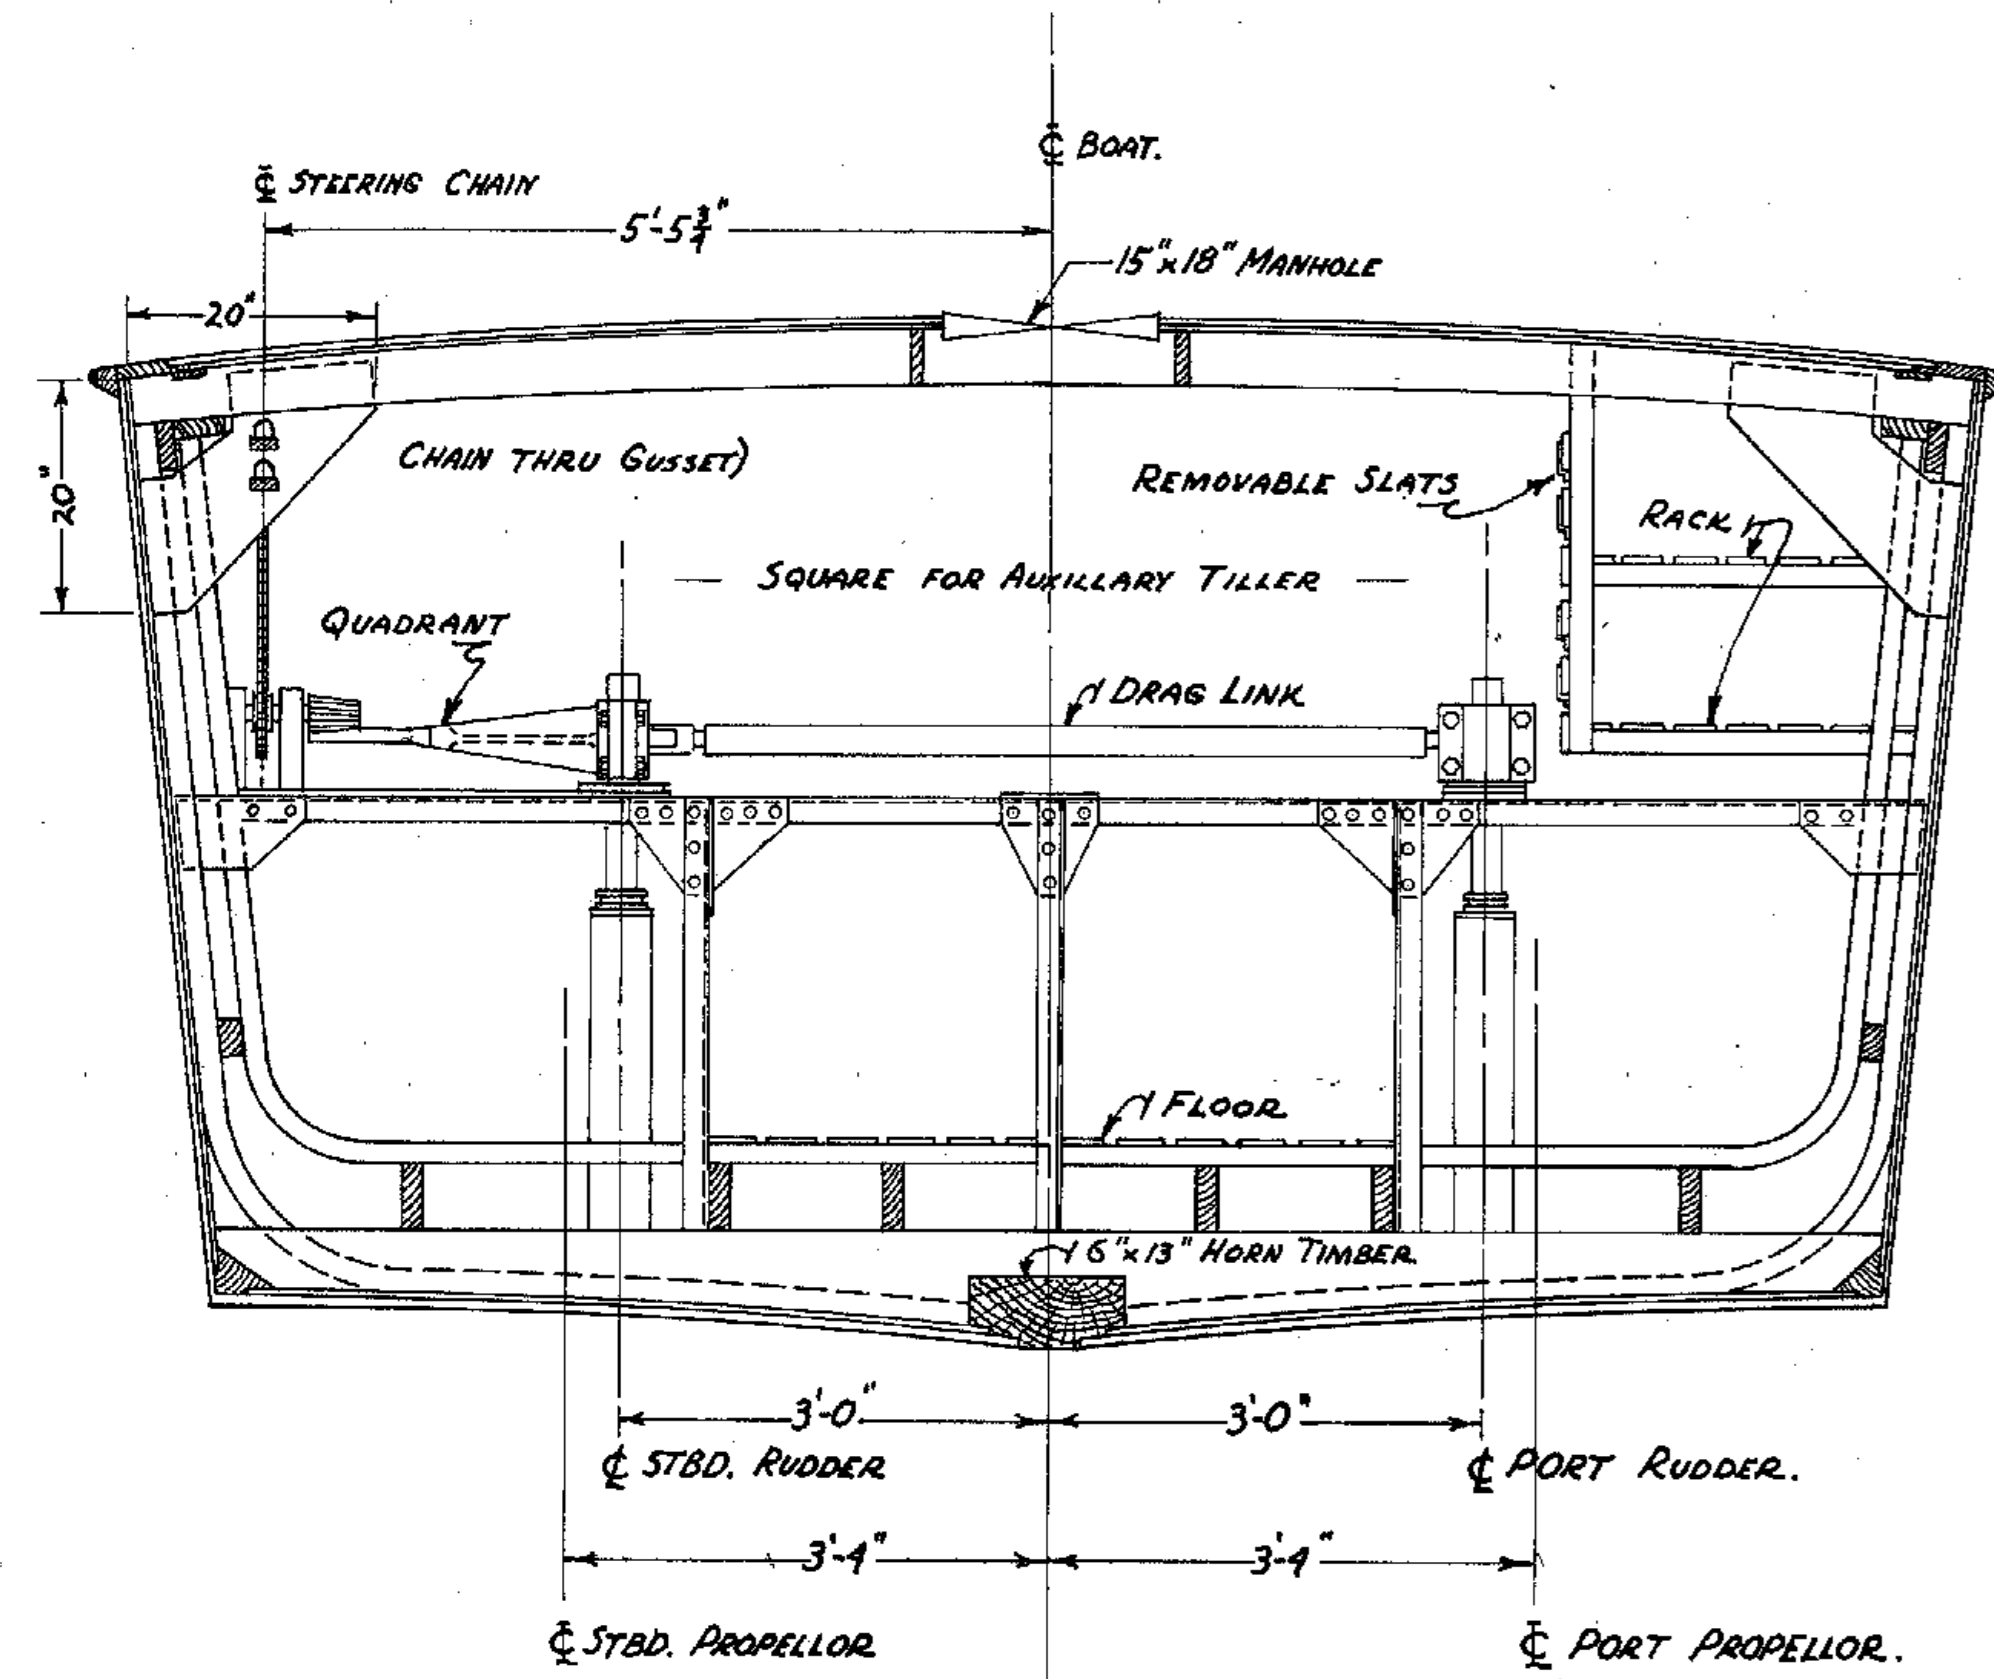 ℄ BOAT.
℄ STEERING CHAIN
5'-5 3/4"
15"x18" MANHOLE
20"
CHAIN THRU GUSSET)
REMOVABLE SLATS
20"
RACK
SQUARE FOR AUXILLARY TILLER
QUADRANT
DRAG LINK
FLOOR
6"x13" HORN TIMBER
3'-0" 3'-0"
℄ STBD. RUDDER ℄ PORT RUDDER.
3'-4" 3'-4"
℄ STBD. PROPELLOR ℄ PORT PROPELLOR.